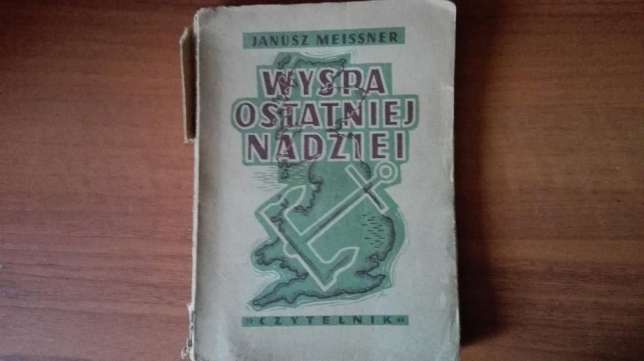 JANUSZ MEISSNER
WYSPA
OSTATNIEJ
NADZIEI
"CZYTELNIK"